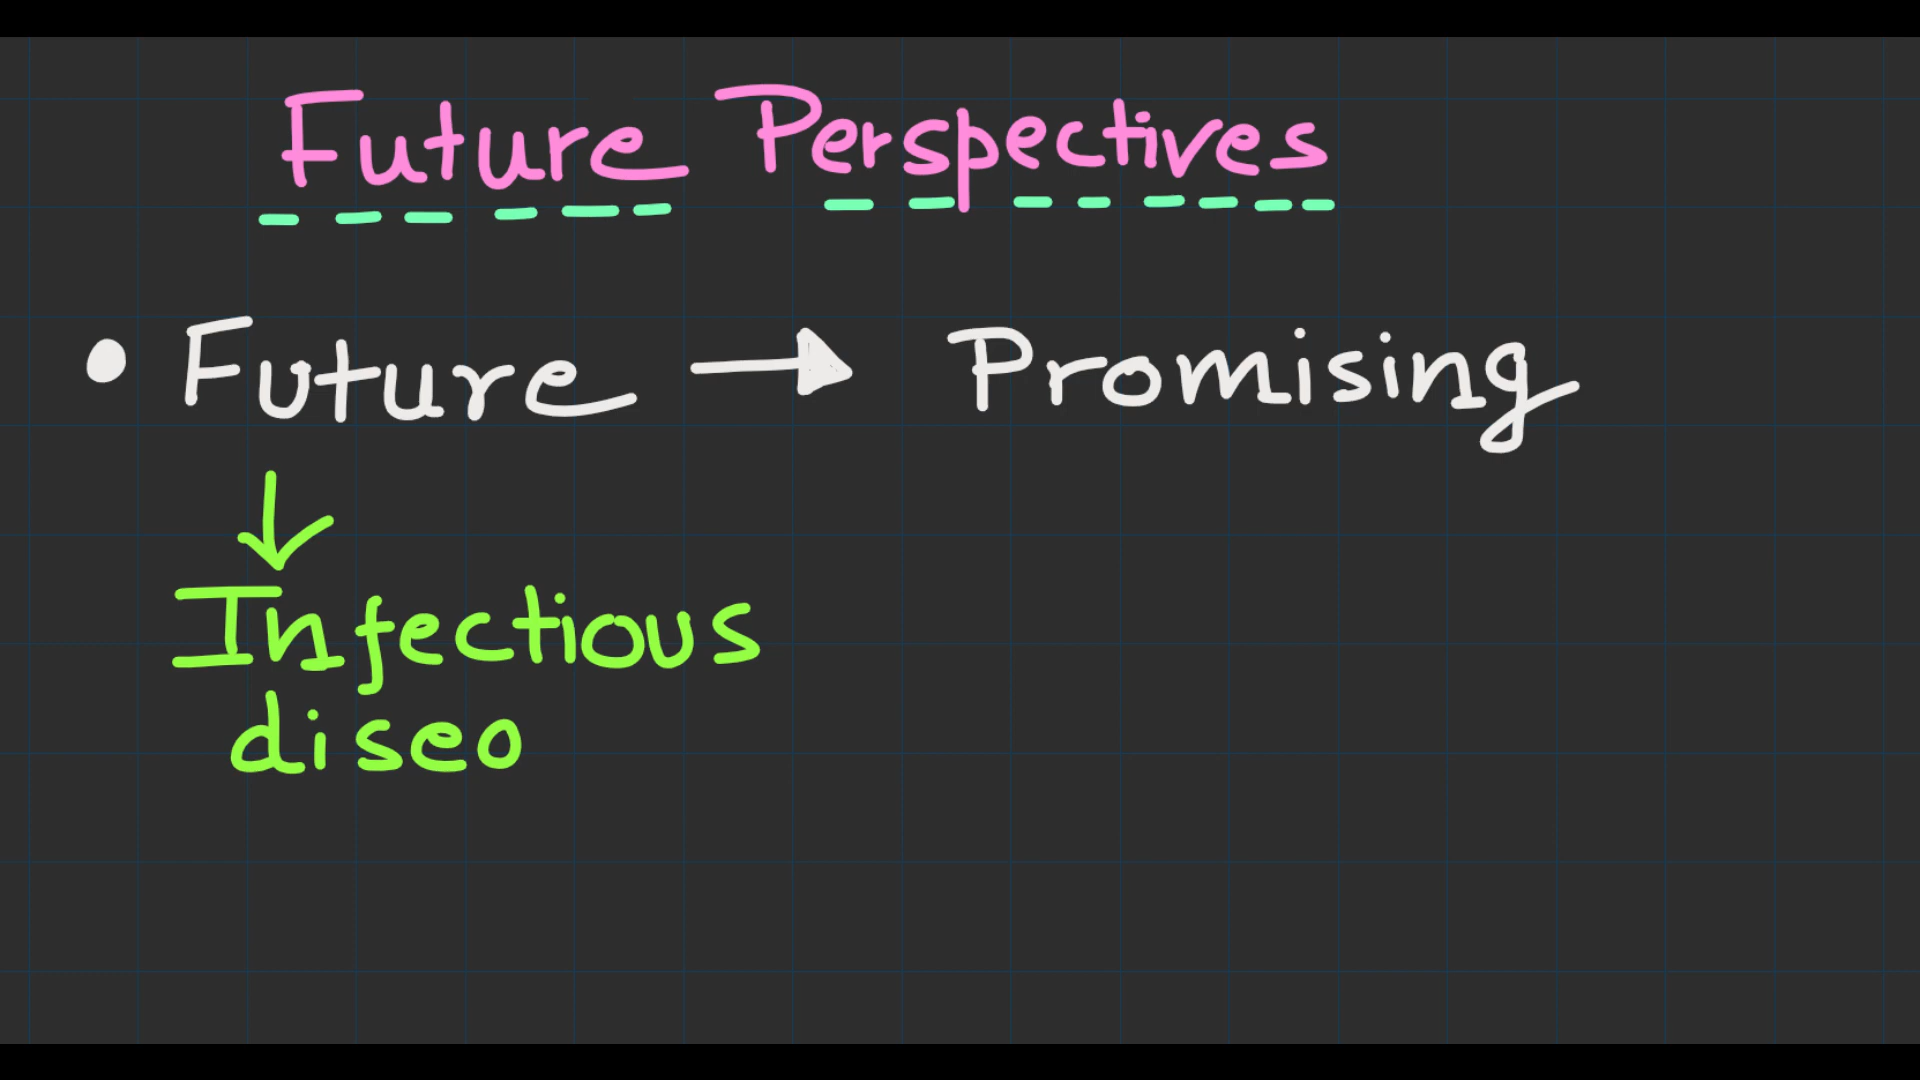 Future Perspectives
• Future → Promising
↓
Infectious
diseo